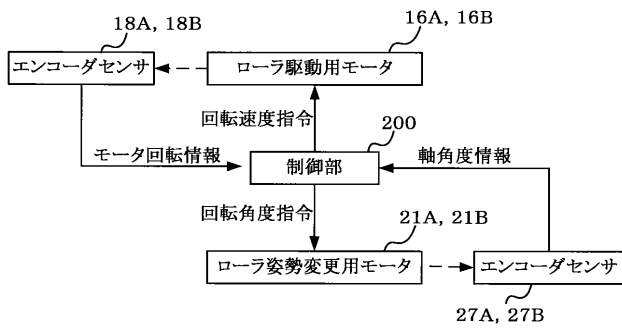 18A, 18B
16A, 16B
エンコーダセンサ
ローラ駆動用モータ
回転速度指令
200
モータ回転情報
制御部
軸角度情報
回転角度指令
21A, 21B
ローラ姿勢変更用モータ
エンコーダセンサ
27A, 27B